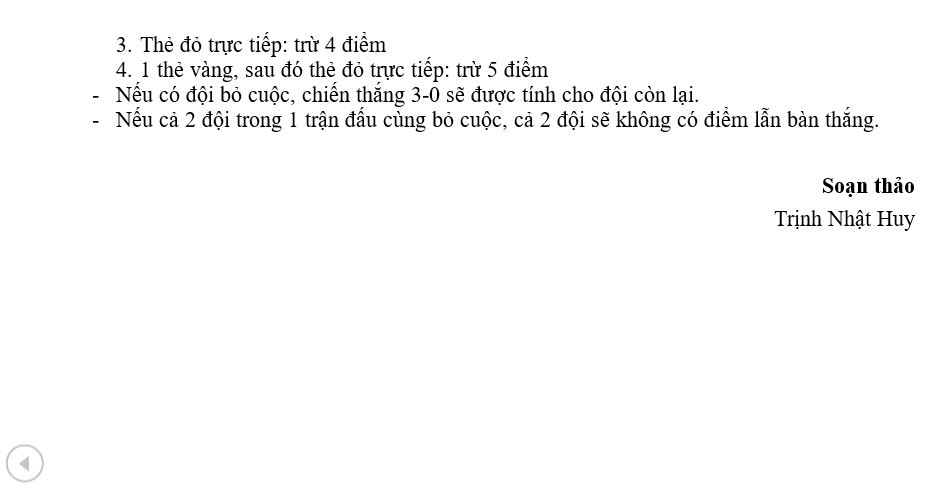 3. Thẻ đỏ trực tiếp: trừ 4 điểm
4. 1 thẻ vàng, sau đó thẻ đỏ trực tiếp: trừ 5 điểm
- Nếu có đội bỏ cuộc, chiến thắng 3-0 sẽ được tính cho đội còn lại.
- Nếu cả 2 đội trong 1 trận đấu cùng bỏ cuộc, cả 2 đội sẽ không có điểm lẫn bàn thắng.
Soạn thảo
Trịnh Nhật Huy